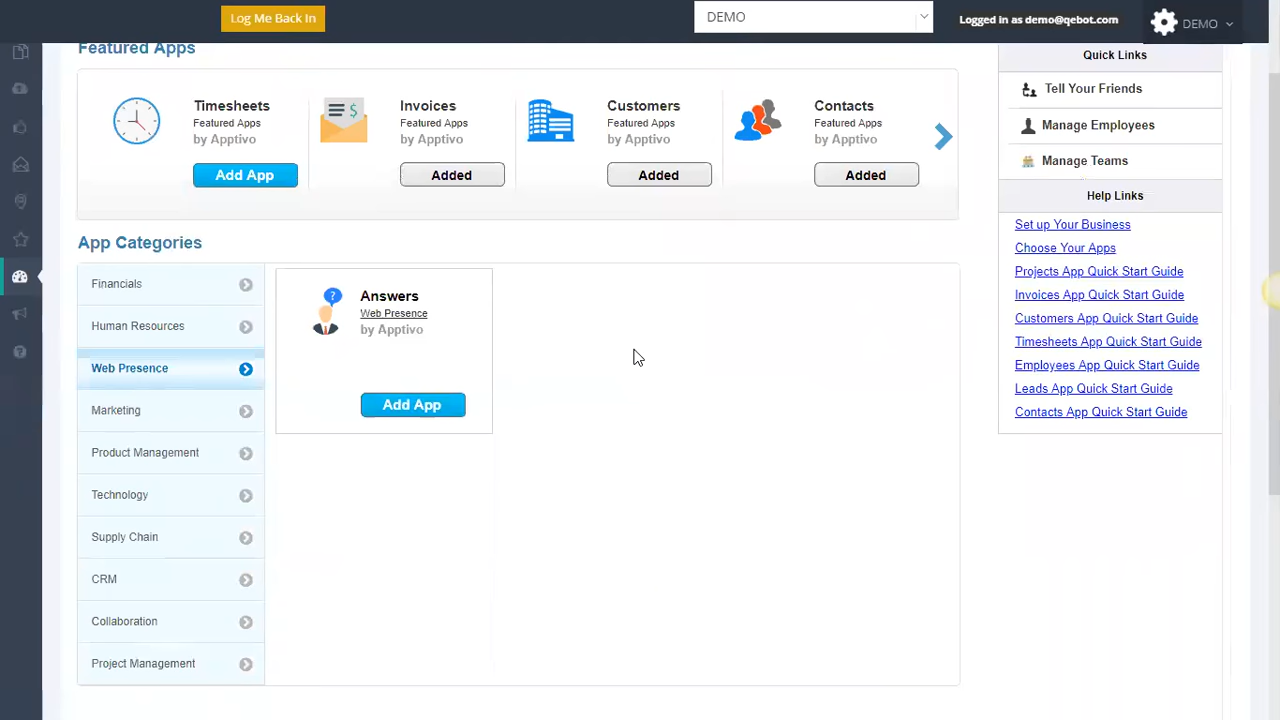 Log Me Back In
DEMO
Logged in as demo@qebot.com
DEMO
Featured Apps
Timesheets
Featured Apps
by Apptivo
Add App
Invoices
Featured Apps
by Apptivo
Added
Customers
Featured Apps
by Apptivo
Added
Contacts
Featured Apps
by Apptivo
Added
App Categories
Financials
Human Resources
Web Presence
Marketing
Product Management
Technology
Supply Chain
CRM
Collaboration
Project Management
Answers
Web Presence
by Apptivo
Add App
Quick Links
Tell Your Friends
Manage Employees
Manage Teams
Help Links
Set up Your Business
Choose Your Apps
Projects App Quick Start Guide
Invoices App Quick Start Guide
Customers App Quick Start Guide
Timesheets App Quick Start Guide
Employees App Quick Start Guide
Leads App Quick Start Guide
Contacts App Quick Start Guide